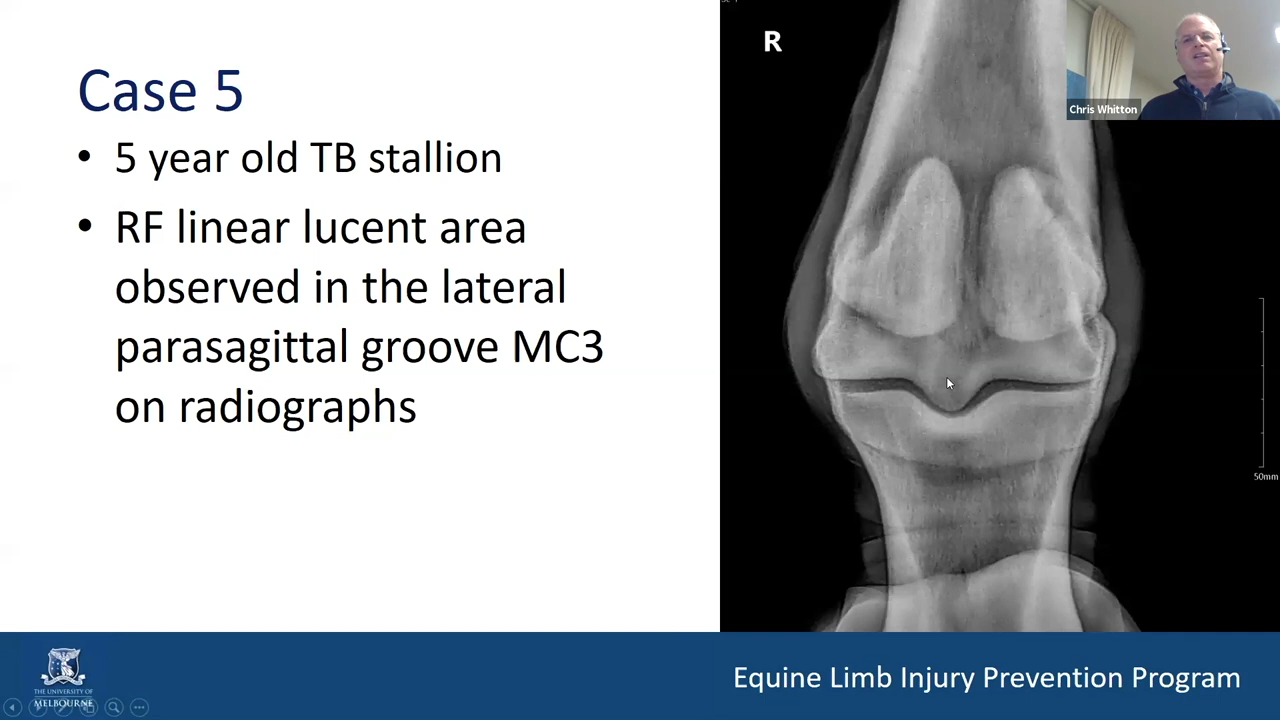 R
Chris Whitton
Case 5
• 5 year old TB stallion
• RF linear lucent area
observed in the lateral
parasagittal groove MC3
on radiographs
50mm
THE UNIVERSITY OF
MELBOURNE
Equine Limb Injury Prevention Program